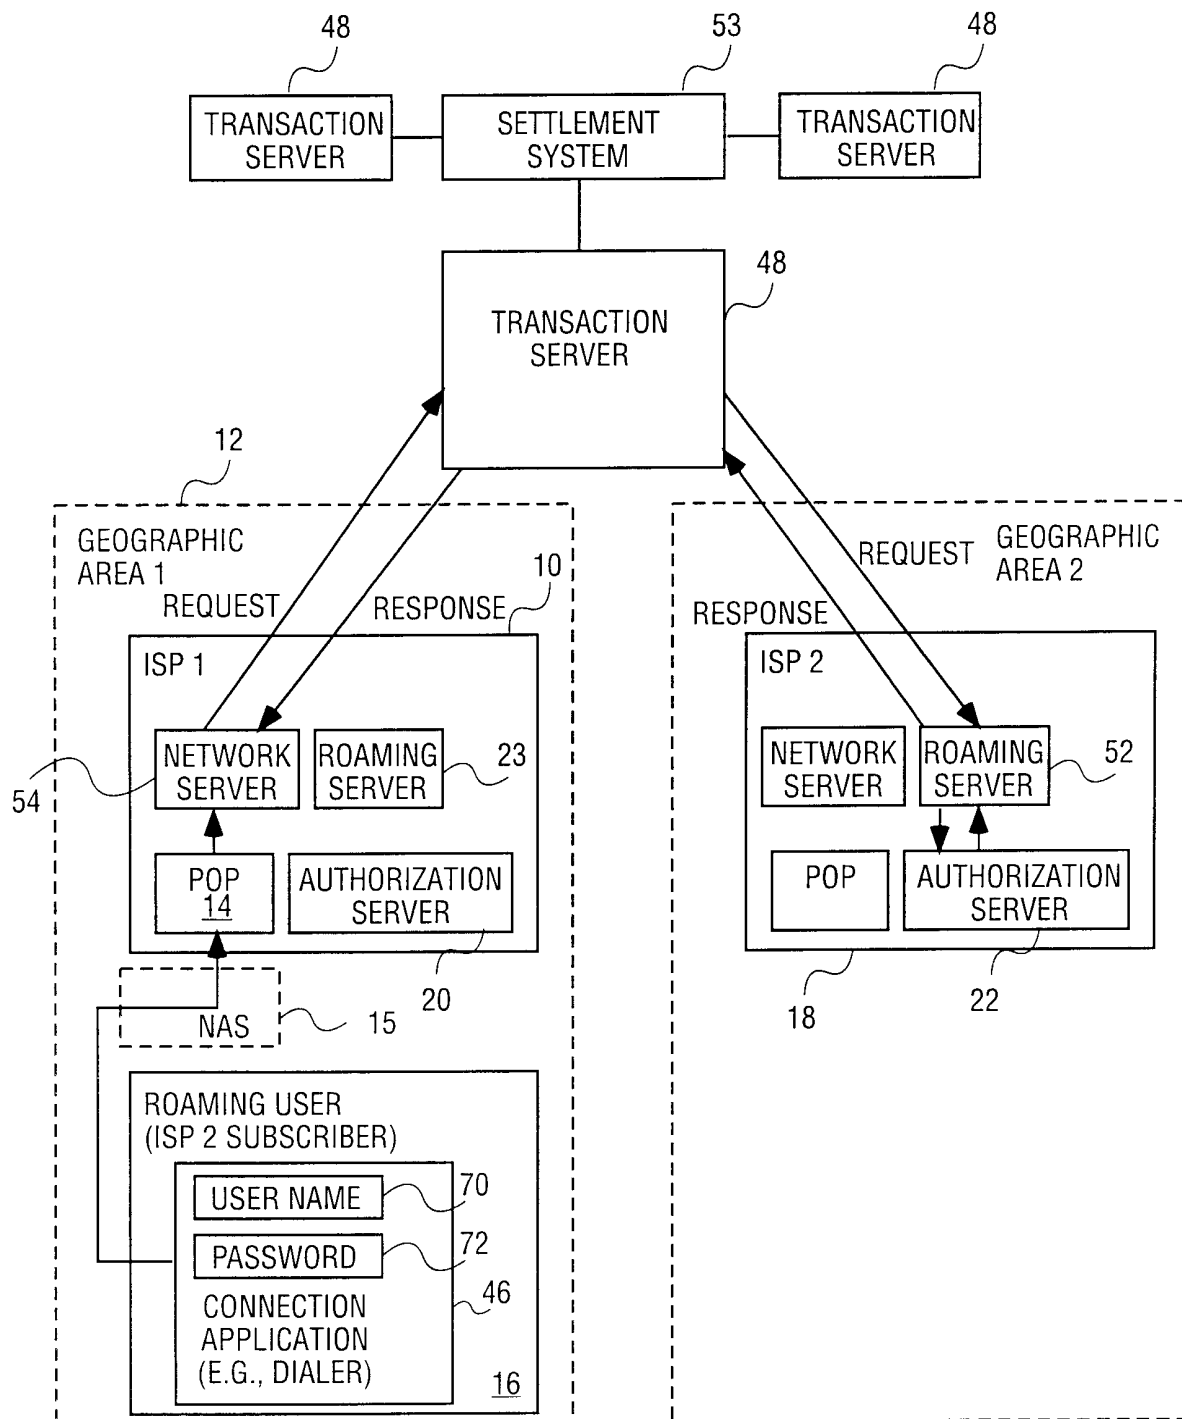 48
53
48
TRANSACTION
SERVER
SETTLEMENT
SYSTEM
TRANSACTION
SERVER
48
TRANSACTION
SERVER
12
GEOGRAPHIC
AREA 1
REQUEST
RESPONSE
10
ISP 1
NETWORK
SERVER
ROAMING
SERVER
23
54
POP
14
AUTHORIZATION
SERVER
20
NAS
15
ROAMING USER
(ISP 2 SUBSCRIBER)
USER NAME
70
PASSWORD
72
46
CONNECTION
APPLICATION
(E.G., DIALER)
16
REQUEST
GEOGRAPHIC
AREA 2
RESPONSE
ISP 2
NETWORK
SERVER
ROAMING
SERVER
52
POP
AUTHORIZATION
SERVER
18
22